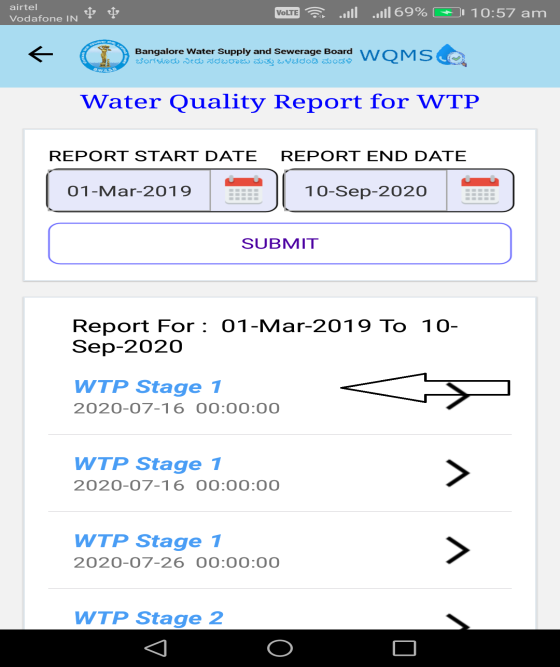 airtel
Vodafone IN
VoLTE 69% 10:57 am
Bangalore Water Supply and Sewerage Board
ಬೆಂಗಳೂರು ನೀರು ಸರಬರಾಜು ಮತ್ತು ಒಳಚರಂಡಿ ಮಂಡಳಿ
WQMS
Water Quality Report for WTP
REPORT START DATE REPORT END DATE
01-Mar-2019 10-Sep-2020
SUBMIT
Report For : 01-Mar-2019 To 10-
Sep-2020
WTP Stage 1
2020-07-16 00:00:00
WTP Stage 1
2020-07-16 00:00:00
WTP Stage 1
2020-07-26 00:00:00
WTP Stage 2